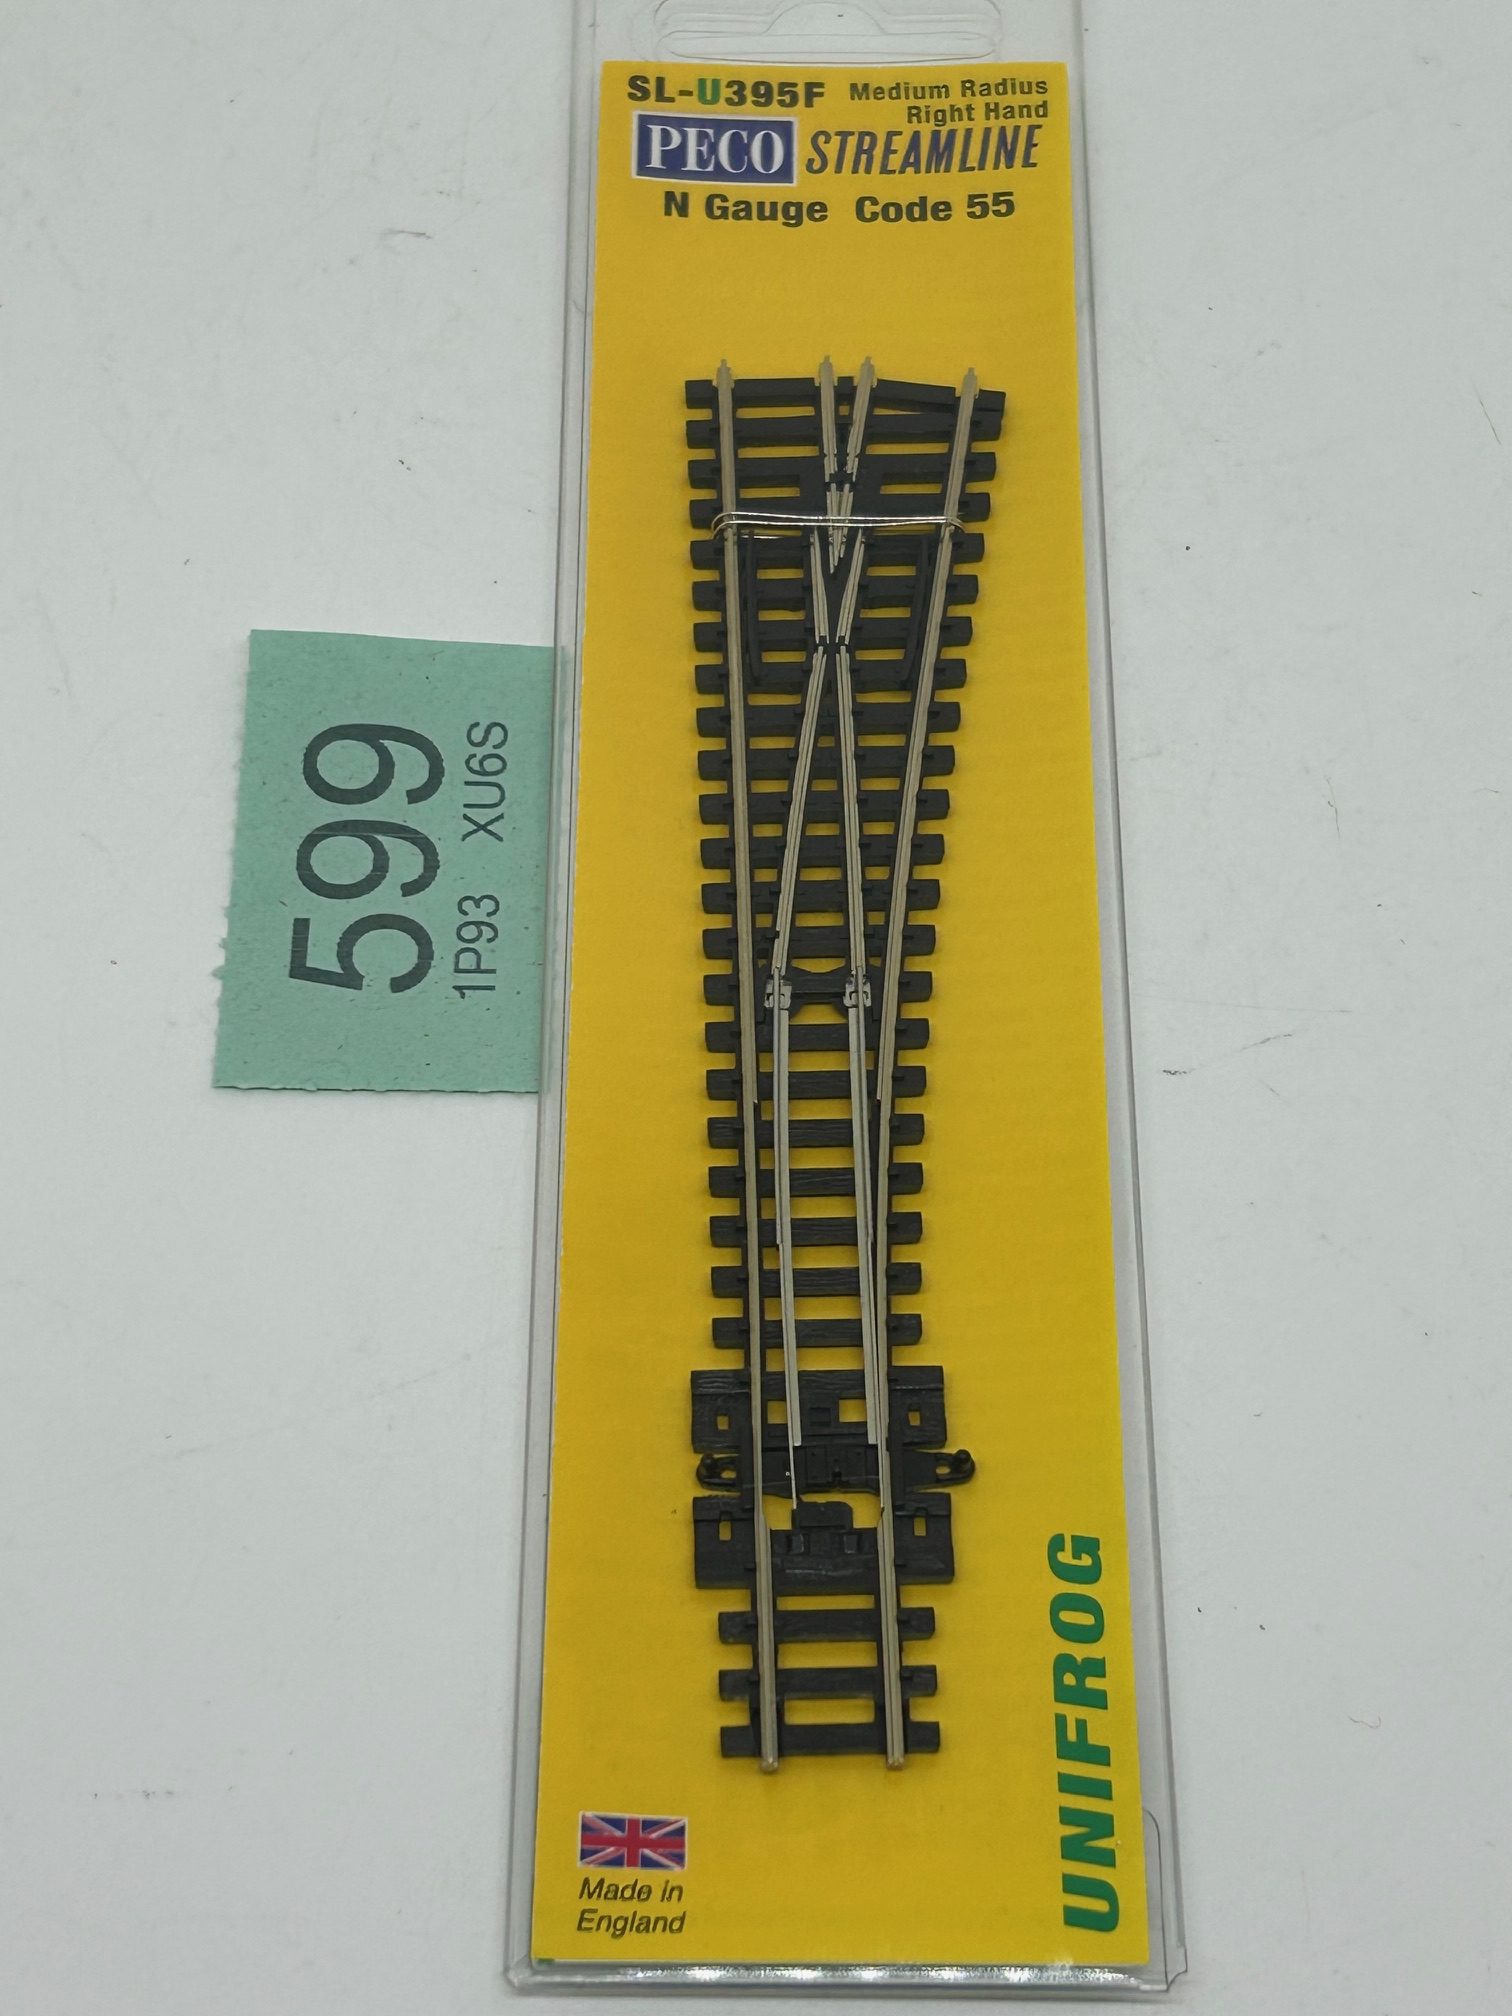 SL-U395F
Medium Radius
Right Hand
PECO STREAMLINE
N Gauge Code 55
599
1P93 XU6S
UNIFROG
Made in
England